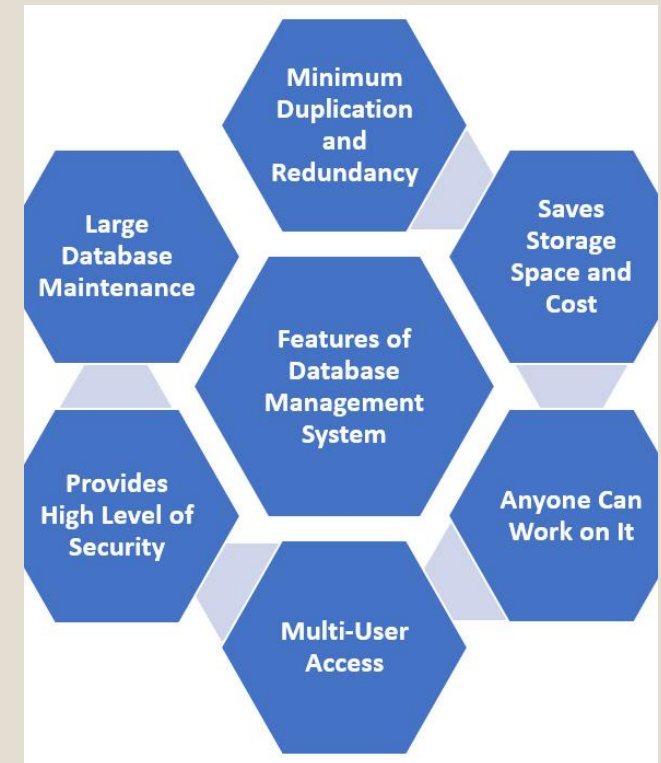 Minimum
Duplication
and
Redundancy
Saves
Storage
Space and
Cost
Large
Database
Maintenance
Features of
Database
Management
System
Anyone Can
Work on It
Provides
High Level of
Security
Multi-User
Access